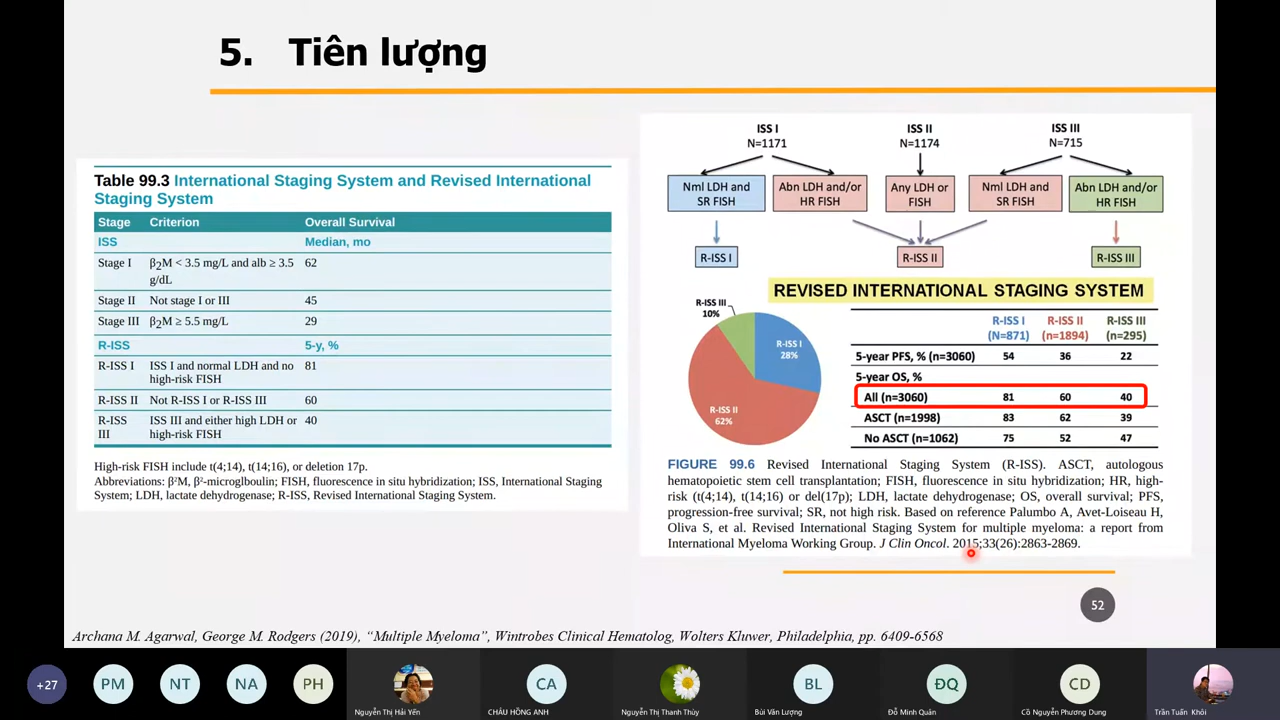 5. Tiên lượng
Table 99.3 International Staging System and Revised International
Staging System
Stage Criterion Overall Survival
ISS Median, mo
Stage I β2M < 3.5 mg/L and alb ≥ 3.5 62
g/dL
Stage II Not stage I or III 45
Stage III β2M ≥ 5.5 mg/L 29
R-ISS 5-y, %
R-ISS I ISS I and normal LDH and no 81
high-risk FISH
R-ISS II Not R-ISS I or R-ISS III 60
R-ISS ISS III and either high LDH or 40
III high-risk FISH
High-risk FISH include t(4;14), t(14;16), or deletion 17p.
Abbreviations: β²M, β²-microglboulin; FISH, fluorescence in situ hybridization; ISS, International Staging
System; LDH, lactate dehydrogenase; R-ISS, Revised International Staging System.
ISS I ISS II ISS III
N=1171 N=1174 N=715
Nml LDH and Abn LDH and/or Any LDH or Nml LDH and Abn LDH and/or
SR FISH HR FISH FISH SR FISH HR FISH
R-ISS I R-ISS II R-ISS III
REVISED INTERNATIONAL STAGING SYSTEM
R-ISS III
10%
R-ISS I
28%
R-ISS II
62%
R-ISS I R-ISS II R-ISS III
(N=871) (n=1894) (n=295)
5-year PFS, % (n=3060) 54 36 22
5-year OS, %
All (n=3060) 81 60 40
ASCT (n=1998) 83 62 39
No ASCT (n=1062) 75 52 47
FIGURE 99.6 Revised International Staging System (R-ISS). ASCT, autologous
hematopoietic stem cell transplantation; FISH, fluorescence in situ hybridization; HR, high-
risk (t(4;14), t(14;16) or del(17p); LDH, lactate dehydrogenase; OS, overall survival; PFS,
progression-free survival; SR, not high risk. Based on reference Palumbo A, Avet-Loiseau H,
Oliva S, et al. Revised International Staging System for multiple myeloma: a report from
International Myeloma Working Group. J Clin Oncol. 2015;33(26):2863-2869.
52
Archana M. Agarwal, George M. Rodgers (2019), “Multiple Myeloma”, Wintrobes Clinical Hematolog, Wolters Kluwer, Philadelphia, pp. 6409-6568
+27 PM NT NA PH CA BL ĐQ CD
Nguyễn Thị Hải Yến CHÂU HỒNG ANH Nguyễn Thị Thanh Thủy Bùi Văn Lượng Đỗ Minh Quân Cô Nguyễn Phương Dung Trần Tuấn Khôi